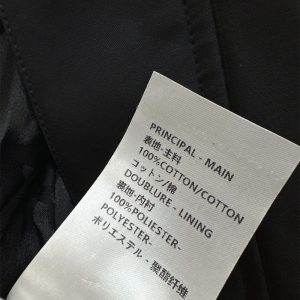 PRINCIPAL - MAIN
表地-主料
100%COTTON/COTTON
コットン/棉
DOUBLURE - LINING
裏地-内衬
100%POLIESTER-
POLYESTER-
ポリエステル - 聚酯纤维